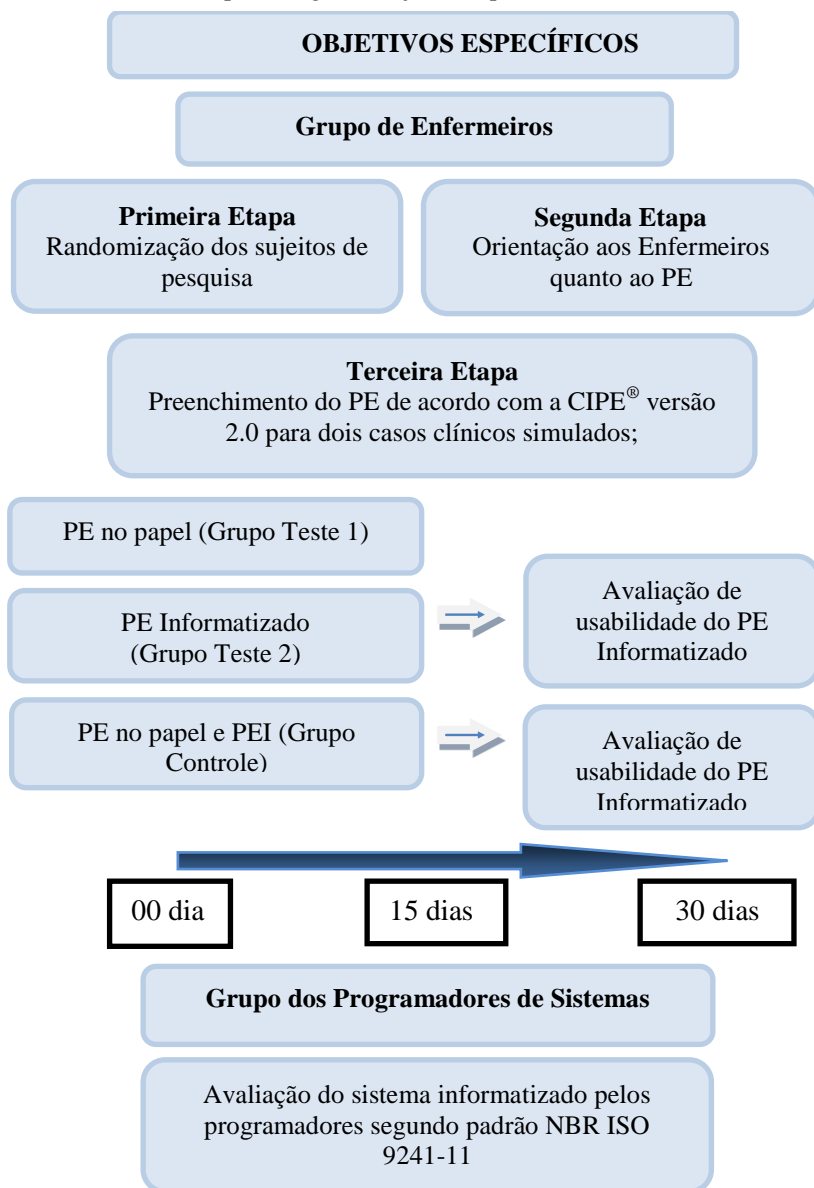 OBJETIVOS ESPECÍFICOS
Grupo de Enfermeiros
Primeira Etapa
Randomização dos sujeitos de
pesquisa
Segunda Etapa
Orientação aos Enfermeiros
quanto ao PE
Terceira Etapa
Preenchimento do PE de acordo com a CIPE® versão
2.0 para dois casos clínicos simulados;
PE no papel (Grupo Teste 1)
PE Informatizado
(Grupo Teste 2)
Avaliação de
usabilidade do PE
Informatizado
PE no papel e PEI (Grupo
Controle)
Avaliação de
usabilidade do PE
Informatizado
00 dia
15 dias
30 dias
Grupo dos Programadores de Sistemas
Avaliação do sistema informatizado pelos
programadores segundo padrão NBR ISO
9241-11